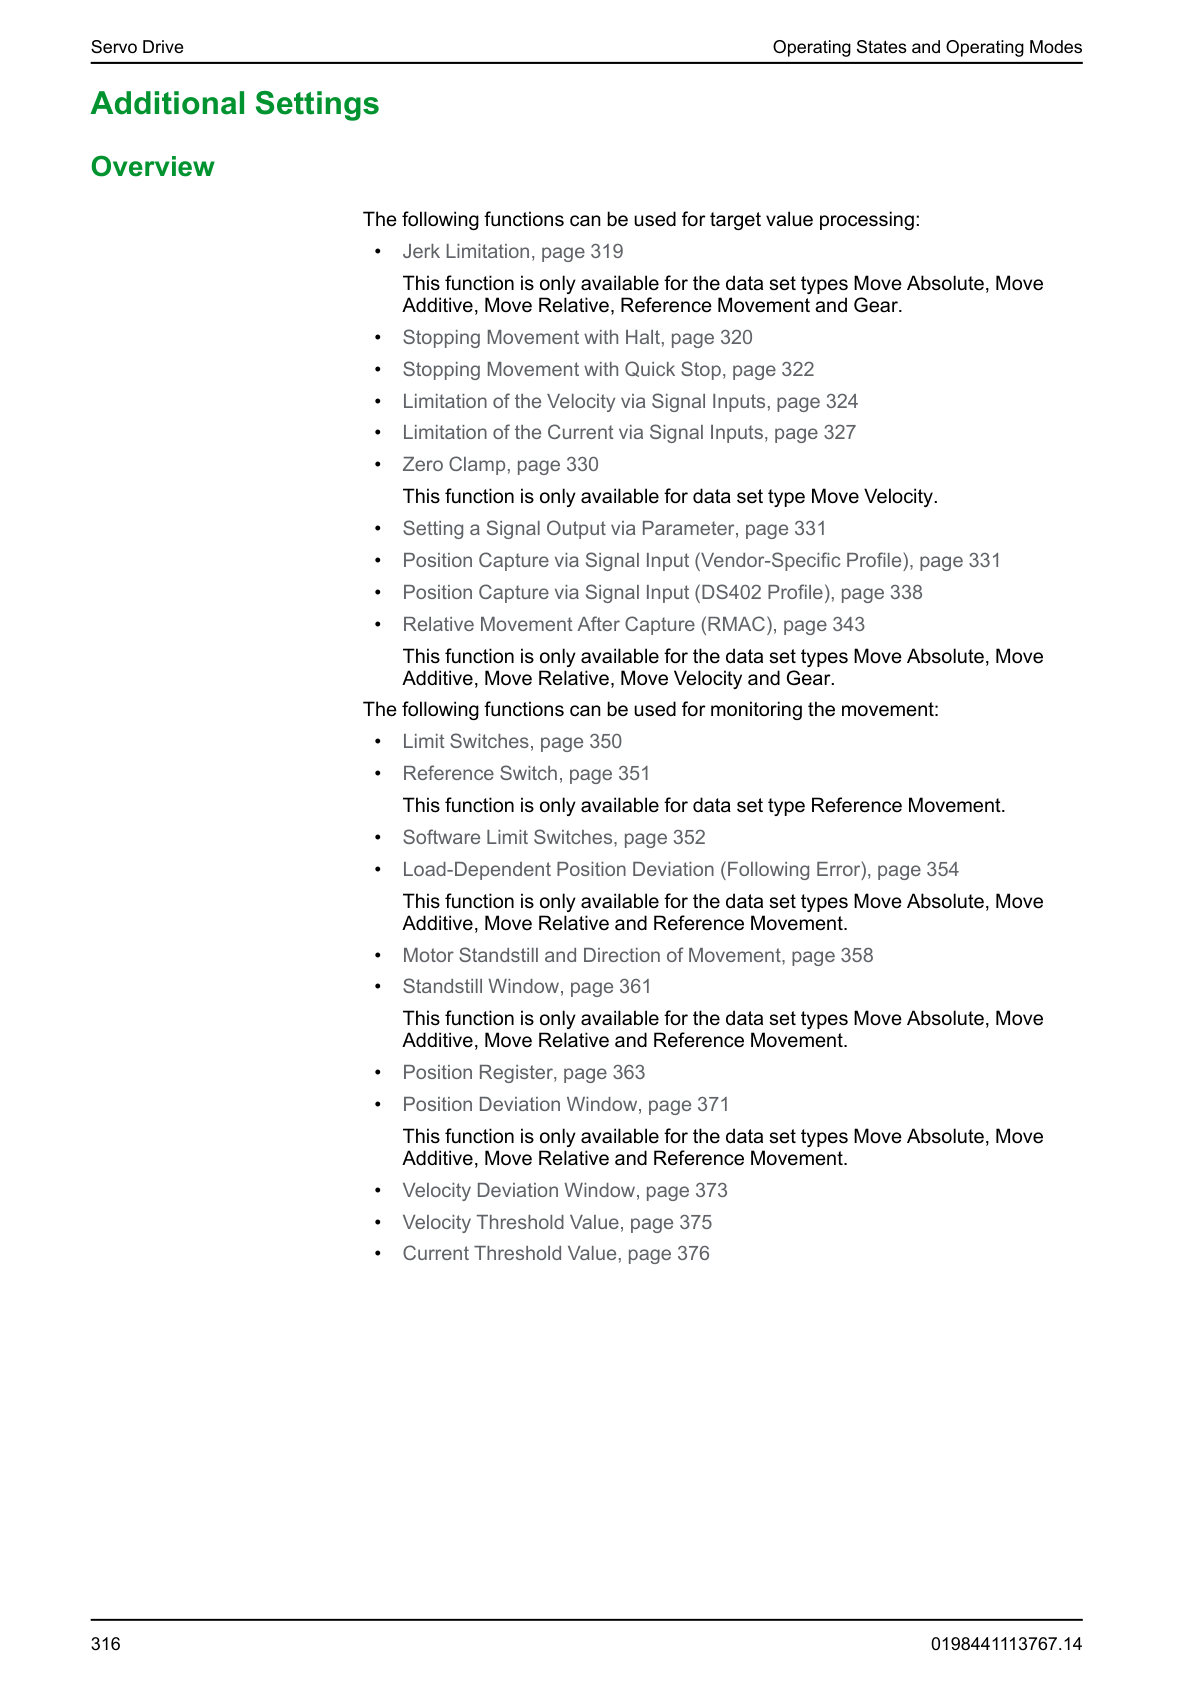 Servo Drive
Operating States and Operating Modes
Additional Settings
Overview
The following functions can be used for target value processing:
• Jerk Limitation, page 319
This function is only available for the data set types Move Absolute, Move
Additive, Move Relative, Reference Movement and Gear.
• Stopping Movement with Halt, page 320
• Stopping Movement with Quick Stop, page 322
• Limitation of the Velocity via Signal Inputs, page 324
• Limitation of the Current via Signal Inputs, page 327
• Zero Clamp, page 330
This function is only available for data set type Move Velocity.
• Setting a Signal Output via Parameter, page 331
• Position Capture via Signal Input (Vendor-Specific Profile), page 331
• Position Capture via Signal Input (DS402 Profile), page 338
• Relative Movement After Capture (RMAC), page 343
This function is only available for the data set types Move Absolute, Move
Additive, Move Relative, Move Velocity and Gear.
The following functions can be used for monitoring the movement:
• Limit Switches, page 350
• Reference Switch, page 351
This function is only available for data set type Reference Movement.
• Software Limit Switches, page 352
• Load-Dependent Position Deviation (Following Error), page 354
This function is only available for the data set types Move Absolute, Move
Additive, Move Relative and Reference Movement.
• Motor Standstill and Direction of Movement, page 358
• Standstill Window, page 361
This function is only available for the data set types Move Absolute, Move
Additive, Move Relative and Reference Movement.
• Position Register, page 363
• Position Deviation Window, page 371
This function is only available for the data set types Move Absolute, Move
Additive, Move Relative and Reference Movement.
• Velocity Deviation Window, page 373
• Velocity Threshold Value, page 375
• Current Threshold Value, page 376
316
0198441113767.14